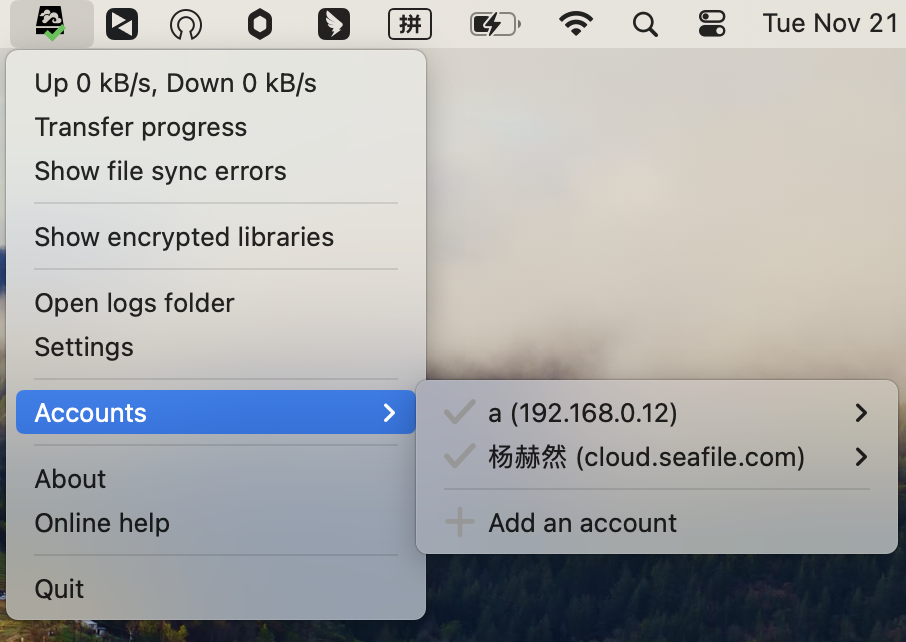 拼
Tue Nov 21
Up 0 kB/s, Down 0 kB/s
Transfer progress
Show file sync errors
Show encrypted libraries
Open logs folder
Settings
Accounts
a (192.168.0.12)
杨赫然 (cloud.seafile.com)
Add an account
About
Online help
Quit